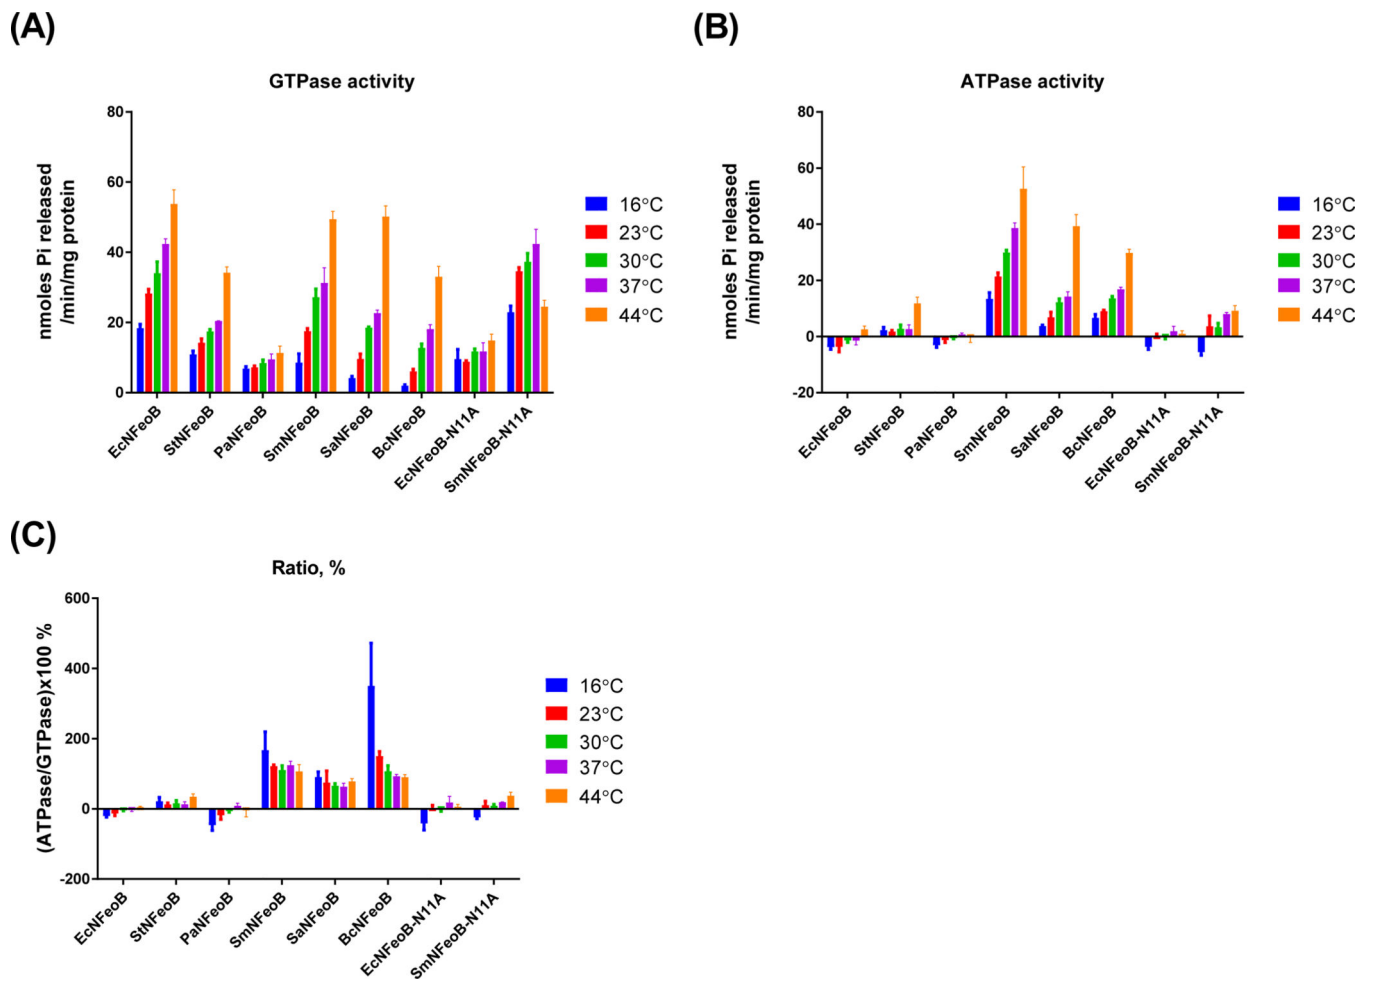 (A)
GTPase activity
nmoles Pi released
/min/mg protein
80
60
40
20
0
EcNFeoB
StNFeoB
PaNFeoB
SmNFeoB
SaNFeoB
BcNFeoB
EcNFeoB-N11A
SmNFeoB-N11A
16°C
23°C
30°C
37°C
44°C
(B)
ATPase activity
nmoles Pi released
/min/mg protein
80
60
40
20
0
-20
EcNFeoB
StNFeoB
PaNFeoB
SmNFeoB
SaNFeoB
BcNFeoB
EcNFeoB-N11A
SmNFeoB-N11A
16°C
23°C
30°C
37°C
44°C
(C)
Ratio, %
(ATPase/GTPase)x100 %
600
400
200
0
-200
EcNFeoB
StNFeoB
PaNFeoB
SmNFeoB
SaNFeoB
BcNFeoB
EcNFeoB-N11A
SmNFeoB-N11A
16°C
23°C
30°C
37°C
44°C